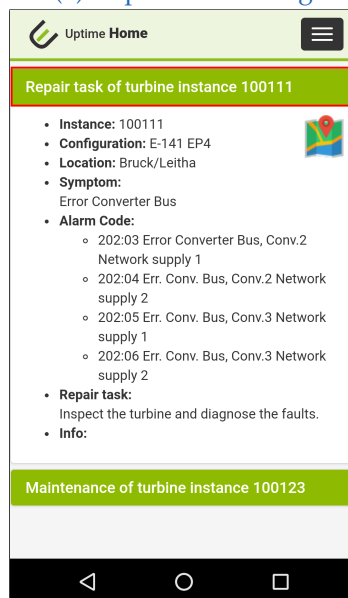 Uptime Home
Repair task of turbine instance 100111
Instance: 100111
Configuration: E-141 EP4
Location: Bruck/Leitha
Symptom:
Error Converter Bus
Alarm Code:
202:03 Error Converter Bus, Conv.2
Network supply 1
202:04 Err. Conv. Bus, Conv.2 Network
supply 2
202:05 Err. Conv. Bus, Conv.3 Network
supply 1
202:06 Err. Conv. Bus, Conv.3 Network
supply 2
Repair task:
Inspect the turbine and diagnose the faults.
Info:
Maintenance of turbine instance 100123